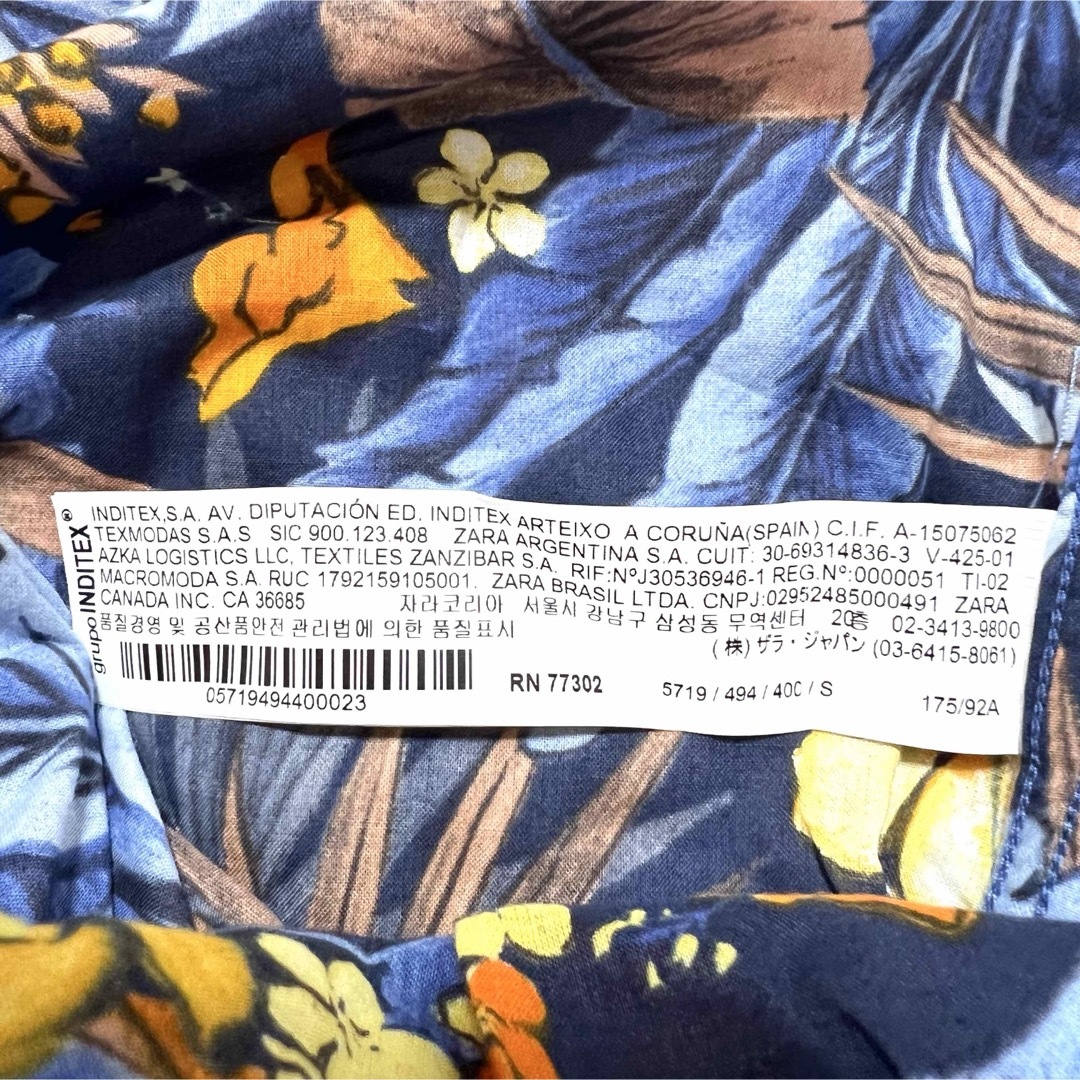 grupo INDITEX ®
INDITEX,S.A. AV. DIPUTACIÓN ED. INDITEX ARTEIXO A CORUÑA(SPAIN) C.I.F. A-15075062
TEXMODAS S.A.S SIC 900.123.408 ZARA ARGENTINA S.A. CUIT: 30-69314836-3 V-425-01
AZKA LOGISTICS LLC, TEXTILES ZANZIBAR S.A. RIF:NºJ30536946-1 REG.Nº:0000051 TI-02
MACROMODA S.A. RUC 1792159105001. ZARA BRASIL LTDA. CNPJ:02952485000491 ZARA
CANADA INC. CA 36685 자라코리아 서울시 강남구 삼성동 무역센터 20층 02-3413-9800
품질경영 및 공산품안전 관리법에 의한 품질표시
(株) ザラ・ジャパン (03-6415-8061)
05719494400023 RN 77302 5719 / 494 / 400 / S 175/92A